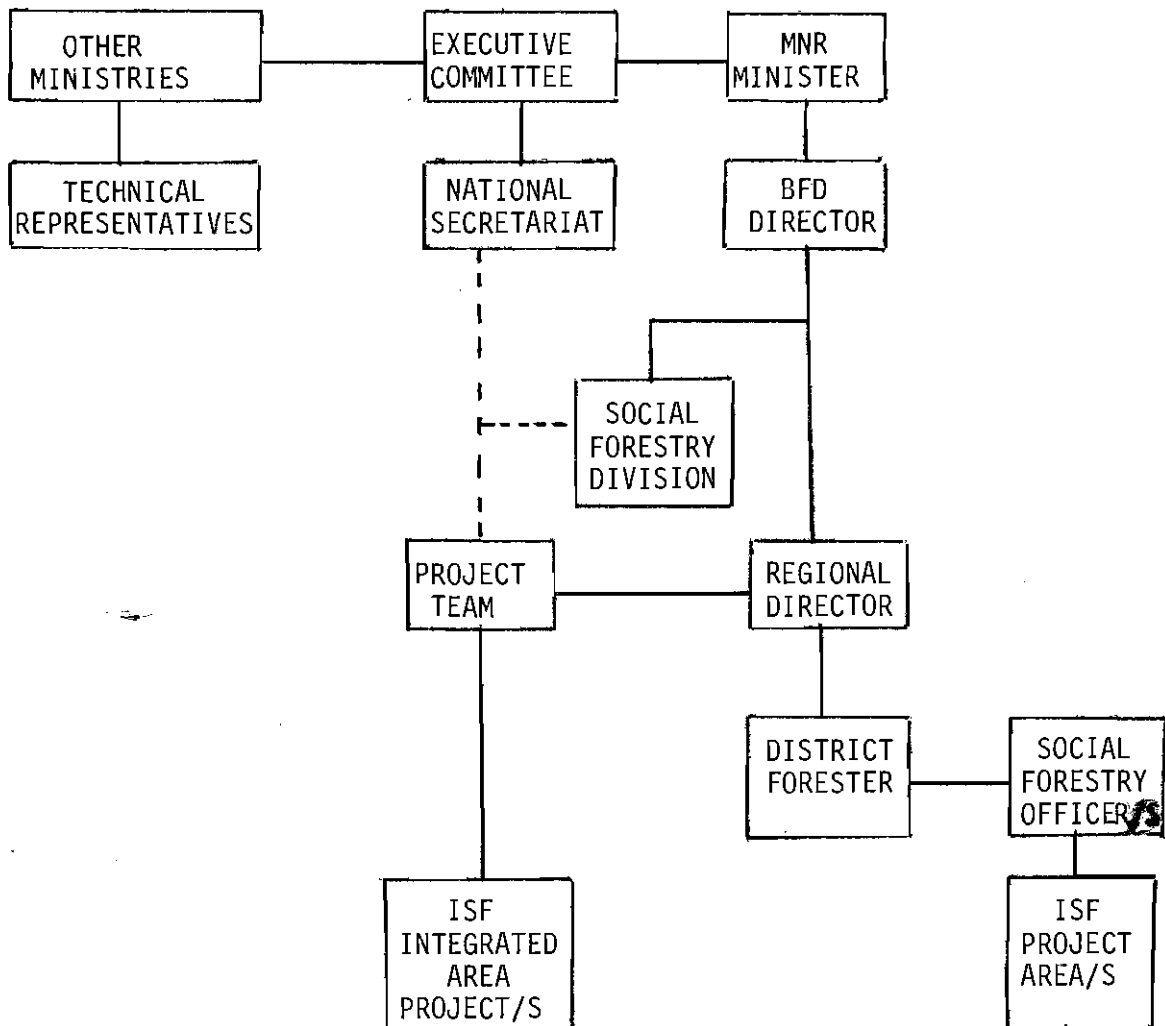 OTHER
MINISTRIES
EXECUTIVE
COMMITTEE
MNR
MINISTER
TECHNICAL
REPRESENTATIVES
NATIONAL
SECRETARIAT
BFD
DIRECTOR
SOCIAL
FORESTRY
DIVISION
PROJECT
TEAM
REGIONAL
DIRECTOR
DISTRICT
FORESTER
SOCIAL
FORESTRY
OFFICER/S
ISF
INTEGRATED
AREA
PROJECT/S
ISF
PROJECT
AREA/S